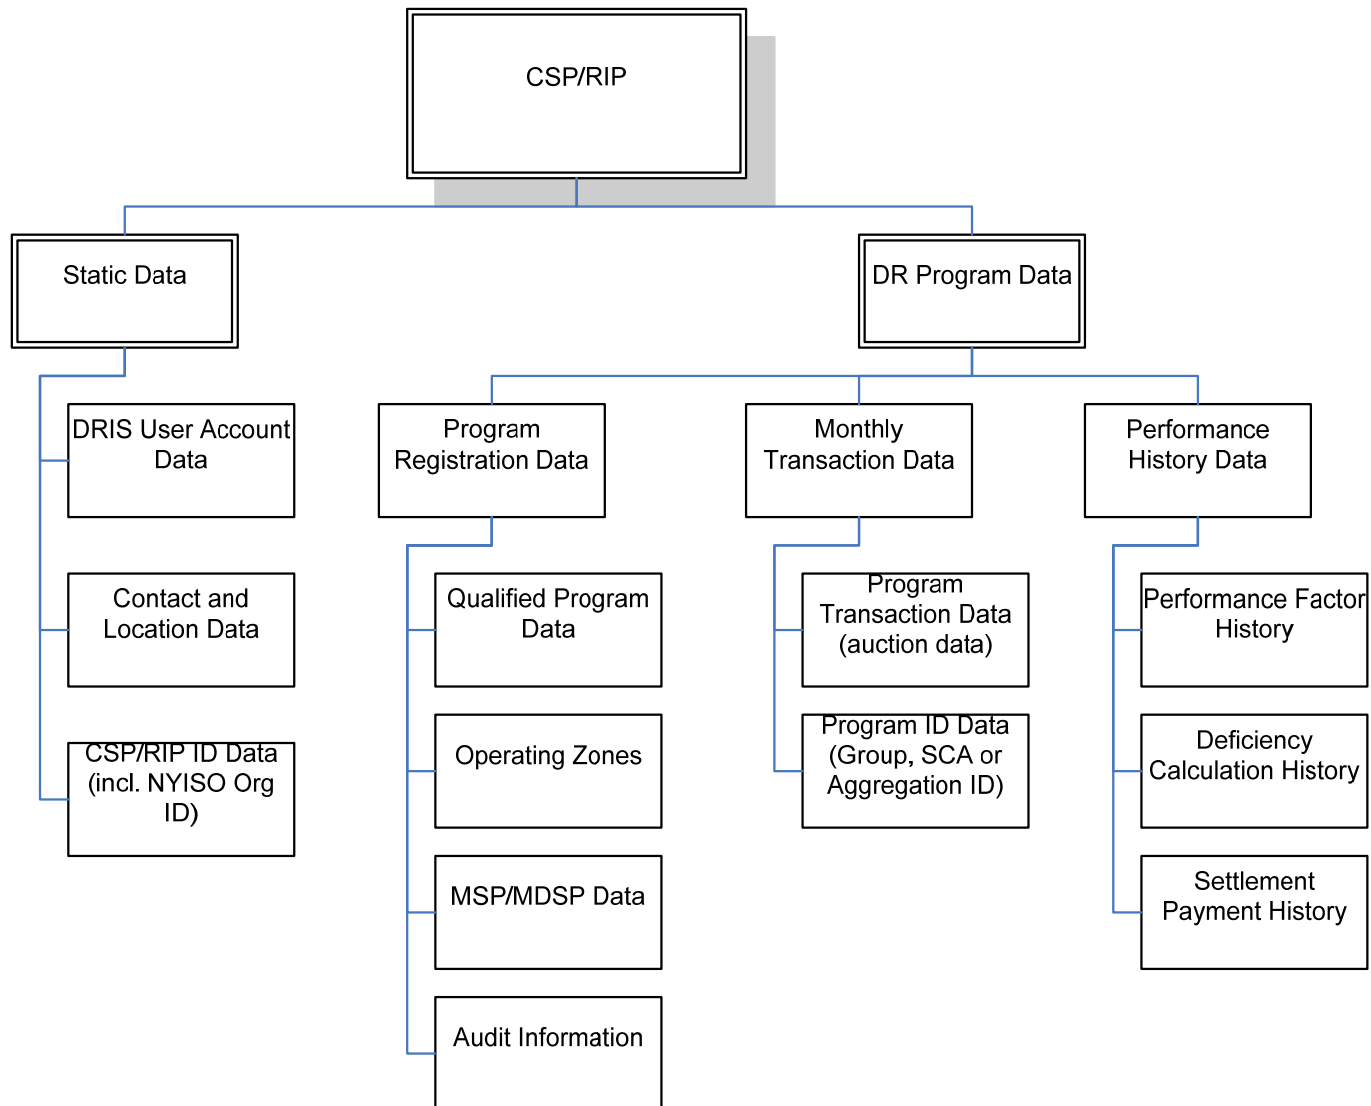 CSP/RIP
Static Data
DR Program Data
DRIS User Account
Data
Program
Registration Data
Monthly
Transaction Data
Performance
History Data
Contact and
Location Data
Qualified Program
Data
Program
Transaction Data
(auction data)
Performance Factor
History
CSP/RIP ID Data
(incl. NYISO Org
ID)
Operating Zones
Program ID Data
(Group, SCA or
Aggregation ID)
Deficiency
Calculation History
MSP/MDSP Data
Settlement
Payment History
Audit Information